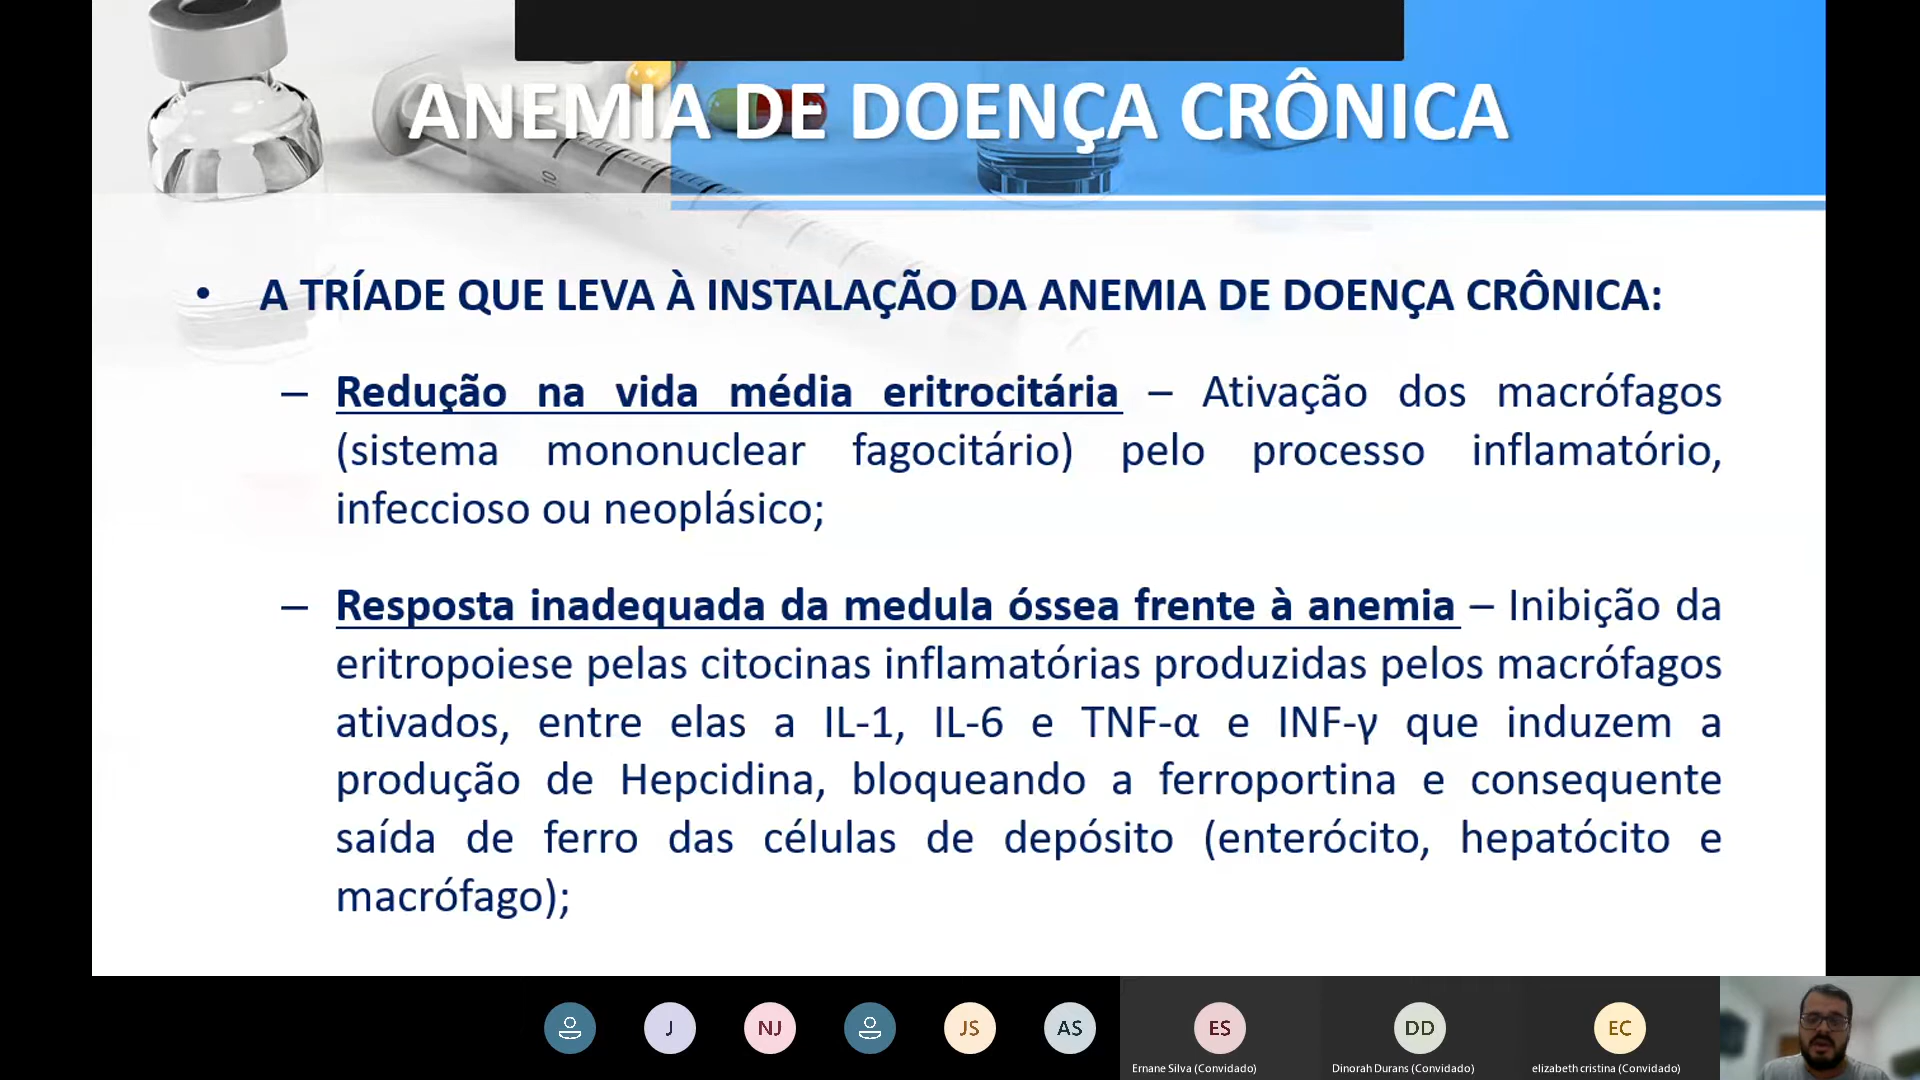 ANEMIA DE DOENÇA CRÔNICA
10
• A TRÍADE QUE LEVA À INSTALAÇÃO DA ANEMIA DE DOENÇA CRÔNICA:
– Redução na vida média eritrocitária – Ativação dos macrófagos
(sistema mononuclear fagocitário) pelo processo inflamatório,
infeccioso ou neoplásico;
– Resposta inadequada da medula óssea frente à anemia – Inibição da
eritropoiese pelas citocinas inflamatórias produzidas pelos macrófagos
ativados, entre elas a IL-1, IL-6 e TNF-α e INF-γ que induzem a
produção de Hepcidina, bloqueando a ferroportina e consequente
saída de ferro das células de depósito (enterócito, hepatócito e
macrófago);
J NJ JS AS ES DD EC
Ernane Silva (Convidado) Dinorah Durans (Convidado) elizabeth cristina (Convidado)